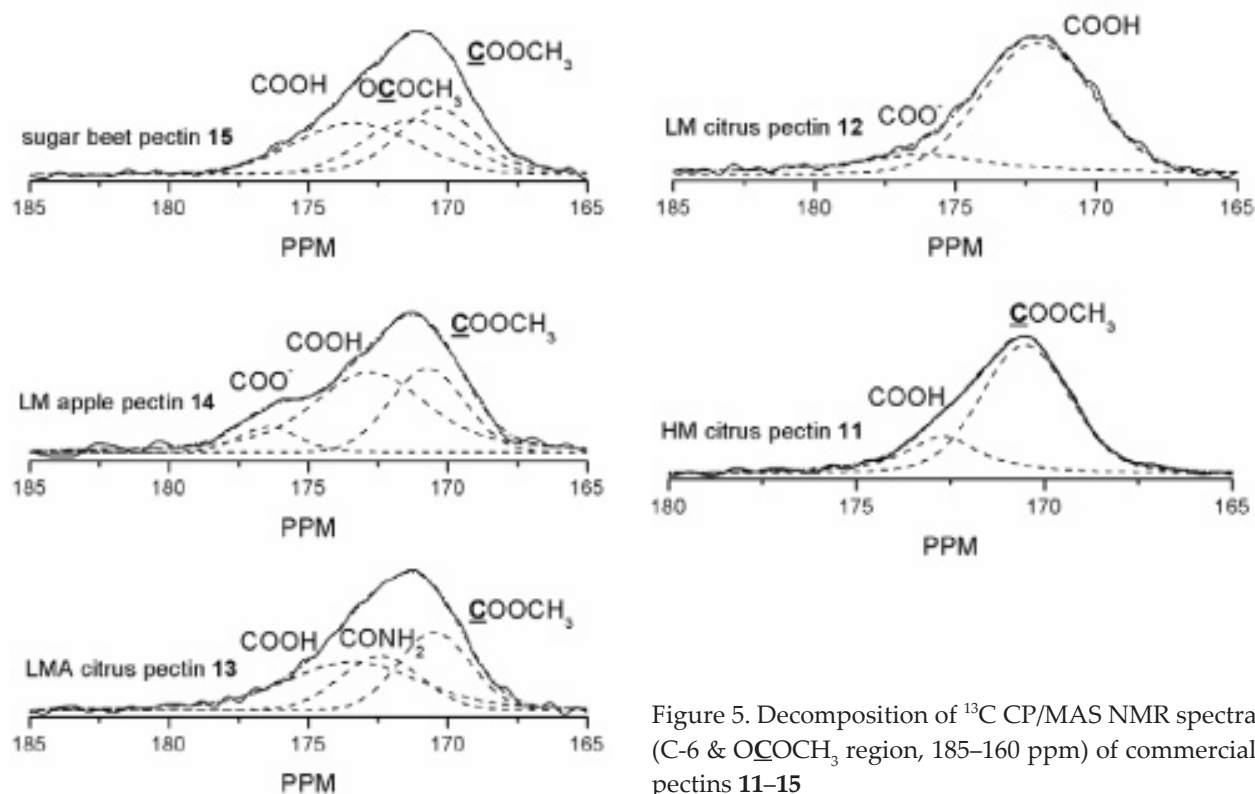 COOH
OCOCH₃
COOCH₃
sugar beet pectin 15
185 180 175 170 165
PPM
COO⁻
COOH
COOCH₃
LM apple pectin 14
185 180 175 170 165
PPM
COOH
CONH₂
COOCH₃
LMA citrus pectin 13
185 180 175 170 165
PPM
COOH
COO⁻
LM citrus pectin 12
185 180 175 170 165
PPM
COOCH₃
COOH
HM citrus pectin 11
180 175 170 165
PPM
Figure 5. Decomposition of ¹³C CP/MAS NMR spectra
(C-6 & OCOCH₃ region, 185–160 ppm) of commercial
pectins 11–15